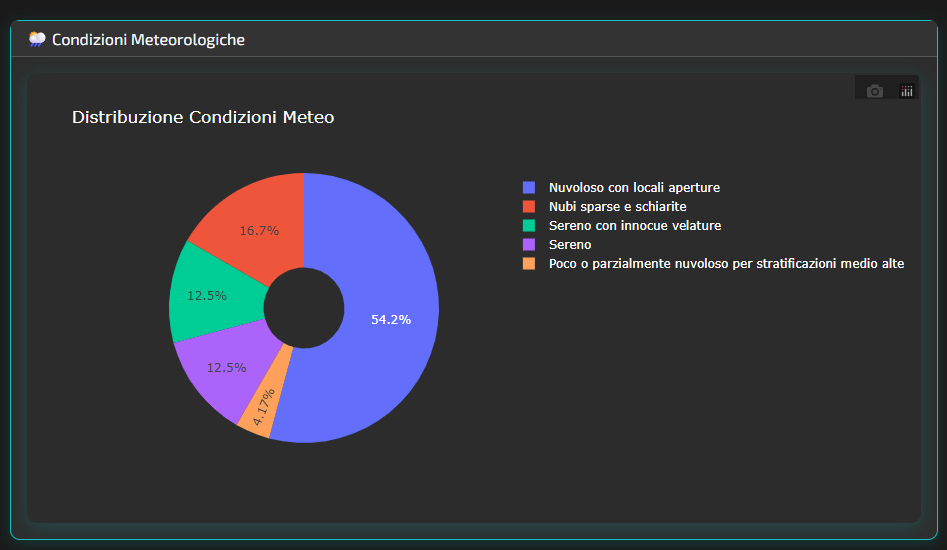 Condizioni Meteorologiche
Distribuzione Condizioni Meteo
Nuvoloso con locali aperture
Nubi sparse e schiarite
Sereno con innocue velature
Sereno
Poco o parzialmente nuvoloso per stratificazioni medio alte
16.7%
12.5%
54.2%
12.5%
4.17%